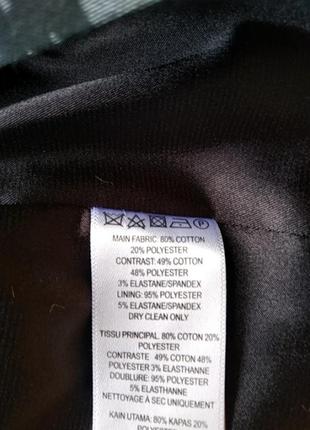 MAIN FABRIC: 80% COTTON
20% POLYESTER
CONTRAST: 49% COTTON
48% POLYESTER
3% ELASTANE/SPANDEX
LINING: 95% POLYESTER
5% ELASTANE/SPANDEX
DRY CLEAN ONLY
TISSU PRINCIPAL: 80% COTTON 20%
POLYESTER
CONTRASTE 49% COTON 48%
POLYESTER 3% ELASTHANNE
DOUBLURE: 95% POLYESTER
5% ELASTHANNE
NETTOYAGE À SEC UNIQUEMENT
KAIN UTAMA: 80% KAPAS 20%
POLYESTER